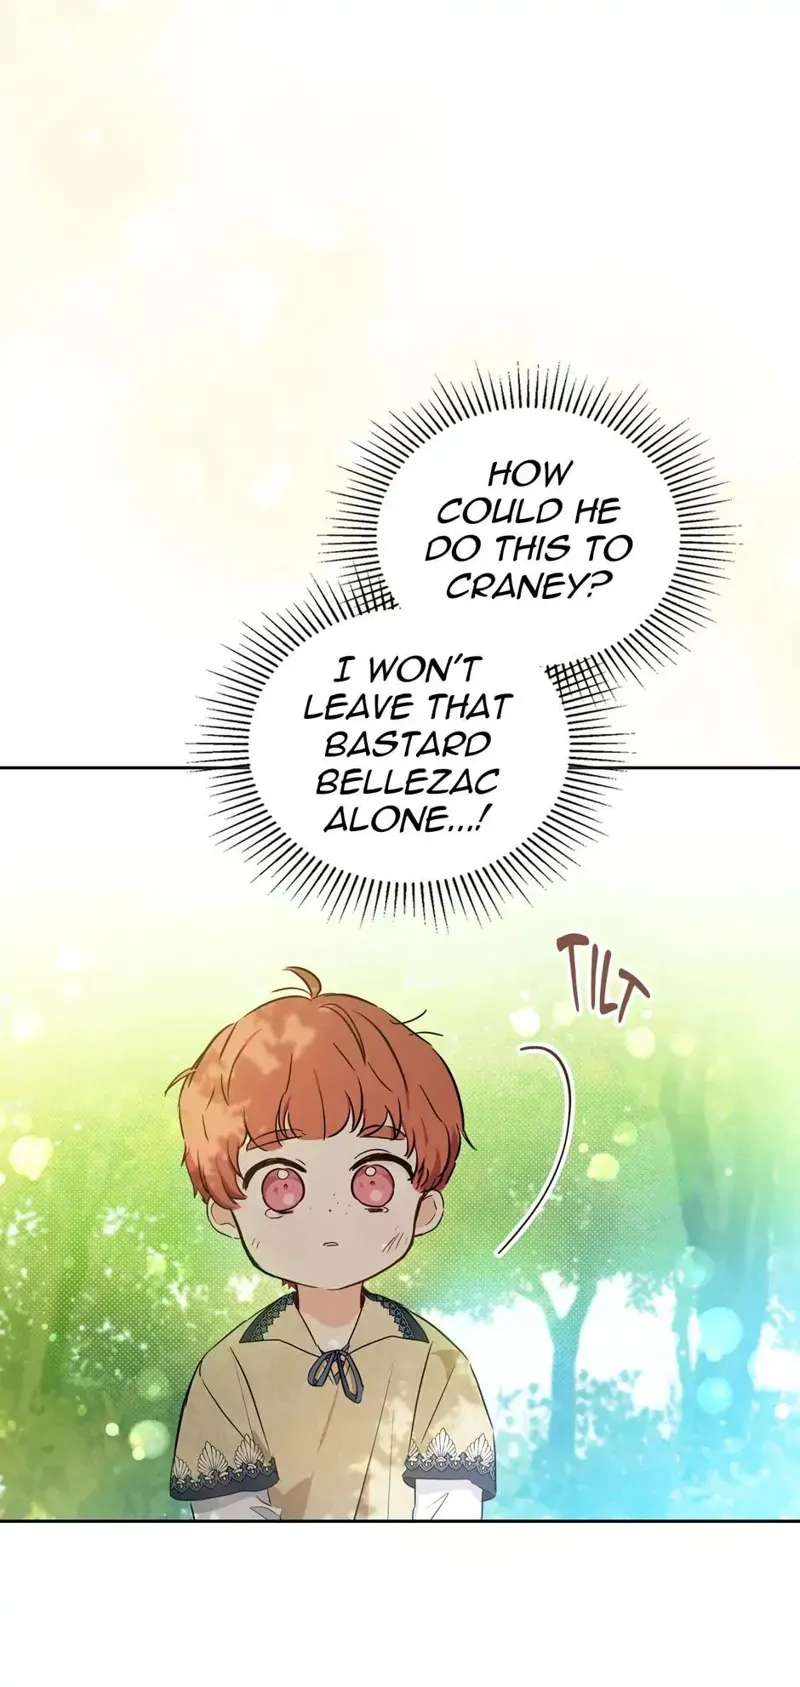 HOW
COULD HE
DO THIS TO
CRANEY?
I WON'T
LEAVE THAT
BASTARD
BELLEZAC
ALONE...!
TILT